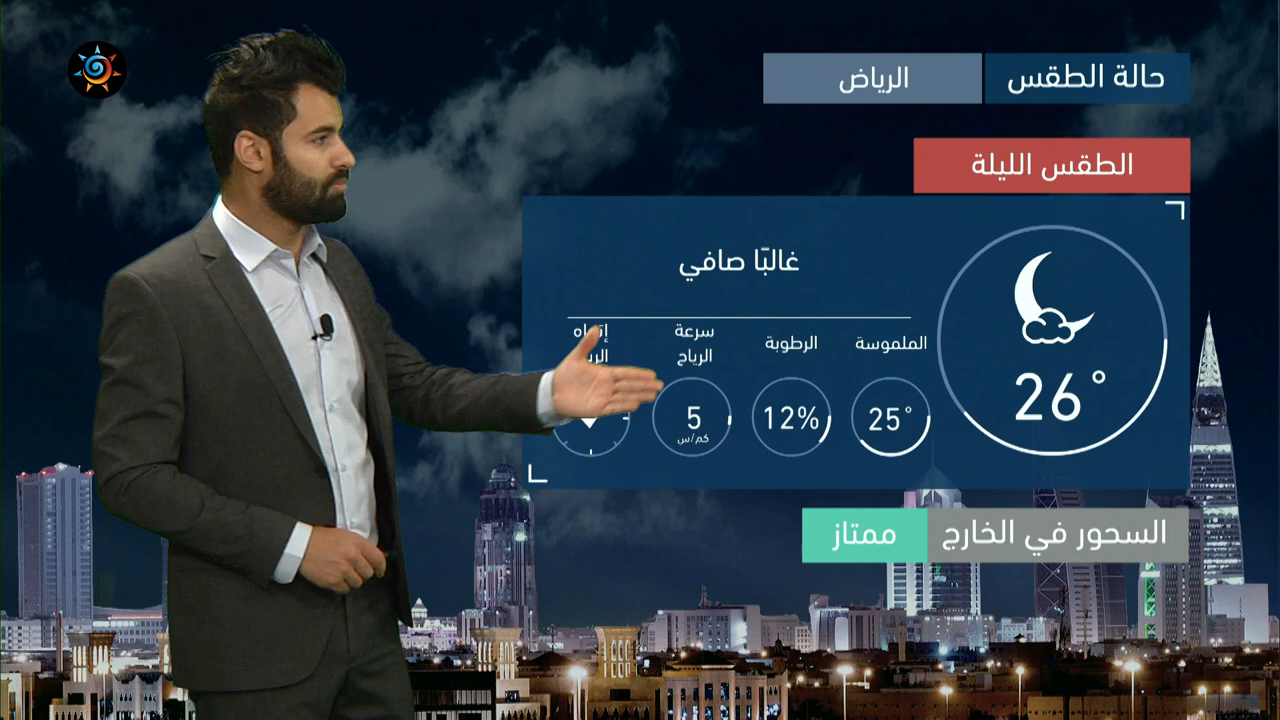 حالة الطقس
الرياض
الطقس الليلة
غالبًا صافي
26°
الملموسة
25°
الرطوبة
12%
سرعة
الرياح
5
كم/س
السحور في الخارج
ممتاز